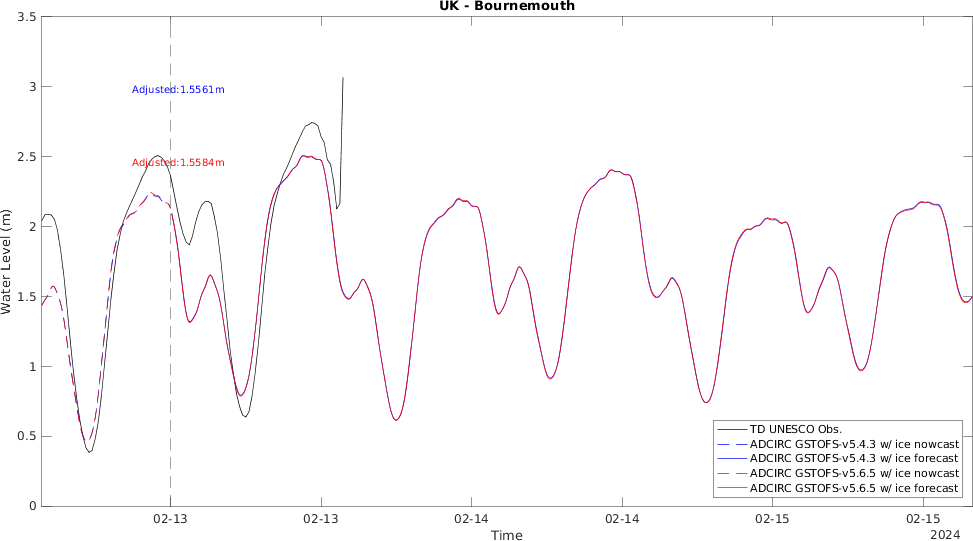 UK - Bournemouth
3.5
3
2.5
2
1.5
1
0.5
0
Water Level (m)
Adjusted:1.5561m
Adjusted:1.5584m
TD UNESCO Obs.
ADCIRC GSTOFS-v5.4.3 w/ ice nowcast
ADCIRC GSTOFS-v5.4.3 w/ ice forecast
ADCIRC GSTOFS-v5.6.5 w/ ice nowcast
ADCIRC GSTOFS-v5.6.5 w/ ice forecast
02-13 02-13 02-14 02-14 02-15 02-15
Time
2024